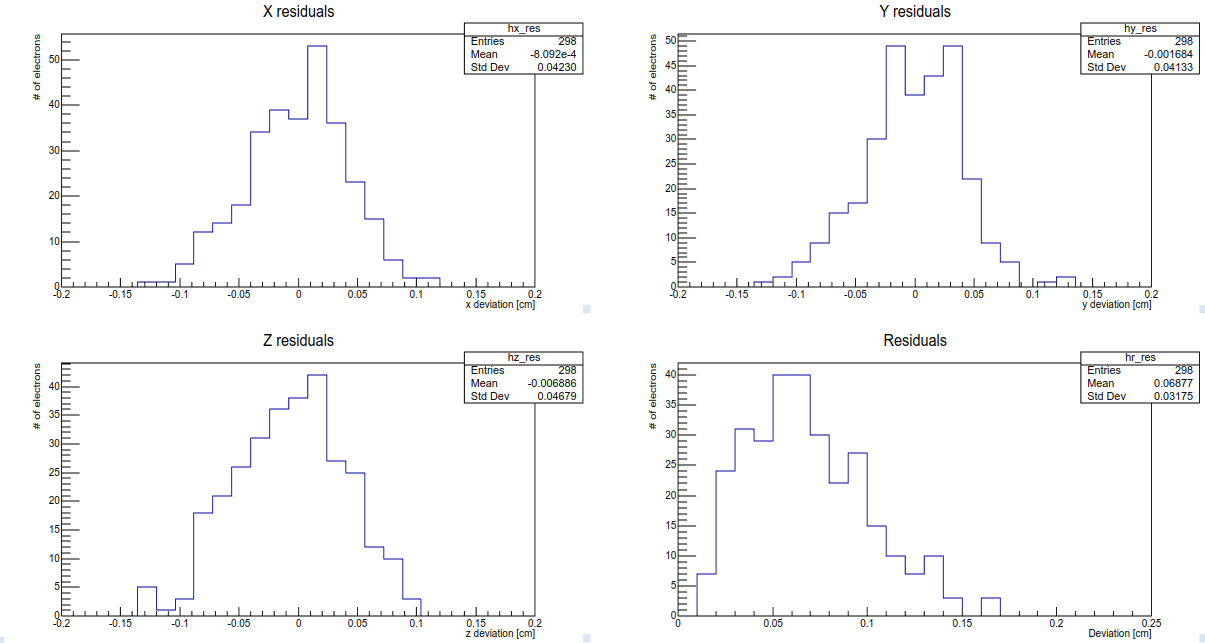 X residuals
hx_res
Entries 298
Mean -8.092e-4
Std Dev 0.04230
# of electrons
50
40
30
20
10
0
-0.2 -0.15 -0.1 -0.05 0 0.05 0.1 0.15 0.2
x deviation [cm]
Y residuals
hy_res
Entries 298
Mean -0.001684
Std Dev 0.04133
# of electrons
50
45
40
35
30
25
20
15
10
5
0
-0.2 -0.15 -0.1 -0.05 0 0.05 0.1 0.15 0.2
y deviation [cm]
Z residuals
hz_res
Entries 298
Mean -0.006886
Std Dev 0.04679
# of electrons
40
35
30
25
20
15
10
5
0
-0.2 -0.15 -0.1 -0.05 0 0.05 0.1 0.15 0.2
z deviation [cm]
Residuals
hr_res
Entries 298
Mean 0.06877
Std Dev 0.03175
# of electrons
40
35
30
25
20
15
10
5
0 0.05 0.1 0.15 0.2 0.25
Deviation [cm]